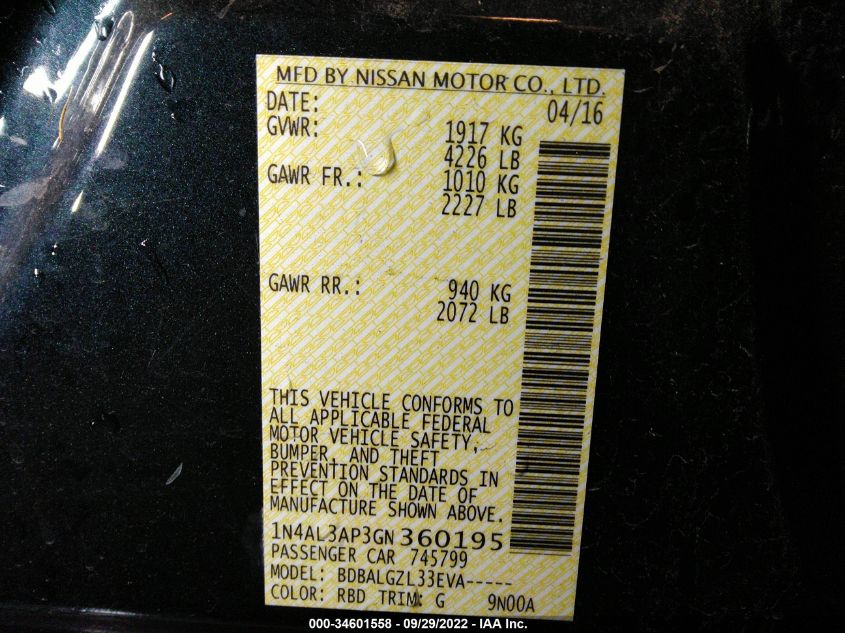 MFD BY NISSAN MOTOR CO., LTD.
DATE: 04/16
GVWR: 1917 KG
4226 LB
GAWR FR.: 1010 KG
2227 LB
GAWR RR.: 940 KG
2072 LB
THIS VEHICLE CONFORMS TO
ALL APPLICABLE FEDERAL
MOTOR VEHICLE SAFETY,
BUMPER, AND THEFT
PREVENTION STANDARDS IN
EFFECT ON THE DATE OF
MANUFACTURE SHOWN ABOVE.
1N4AL3AP3GN360195
PASSENGER CAR 745799
MODEL: BDBALGZL33EVA-----
COLOR: RBD TRIM: G 9N00A
000-34601558 - 09/29/2022 - IAA Inc.